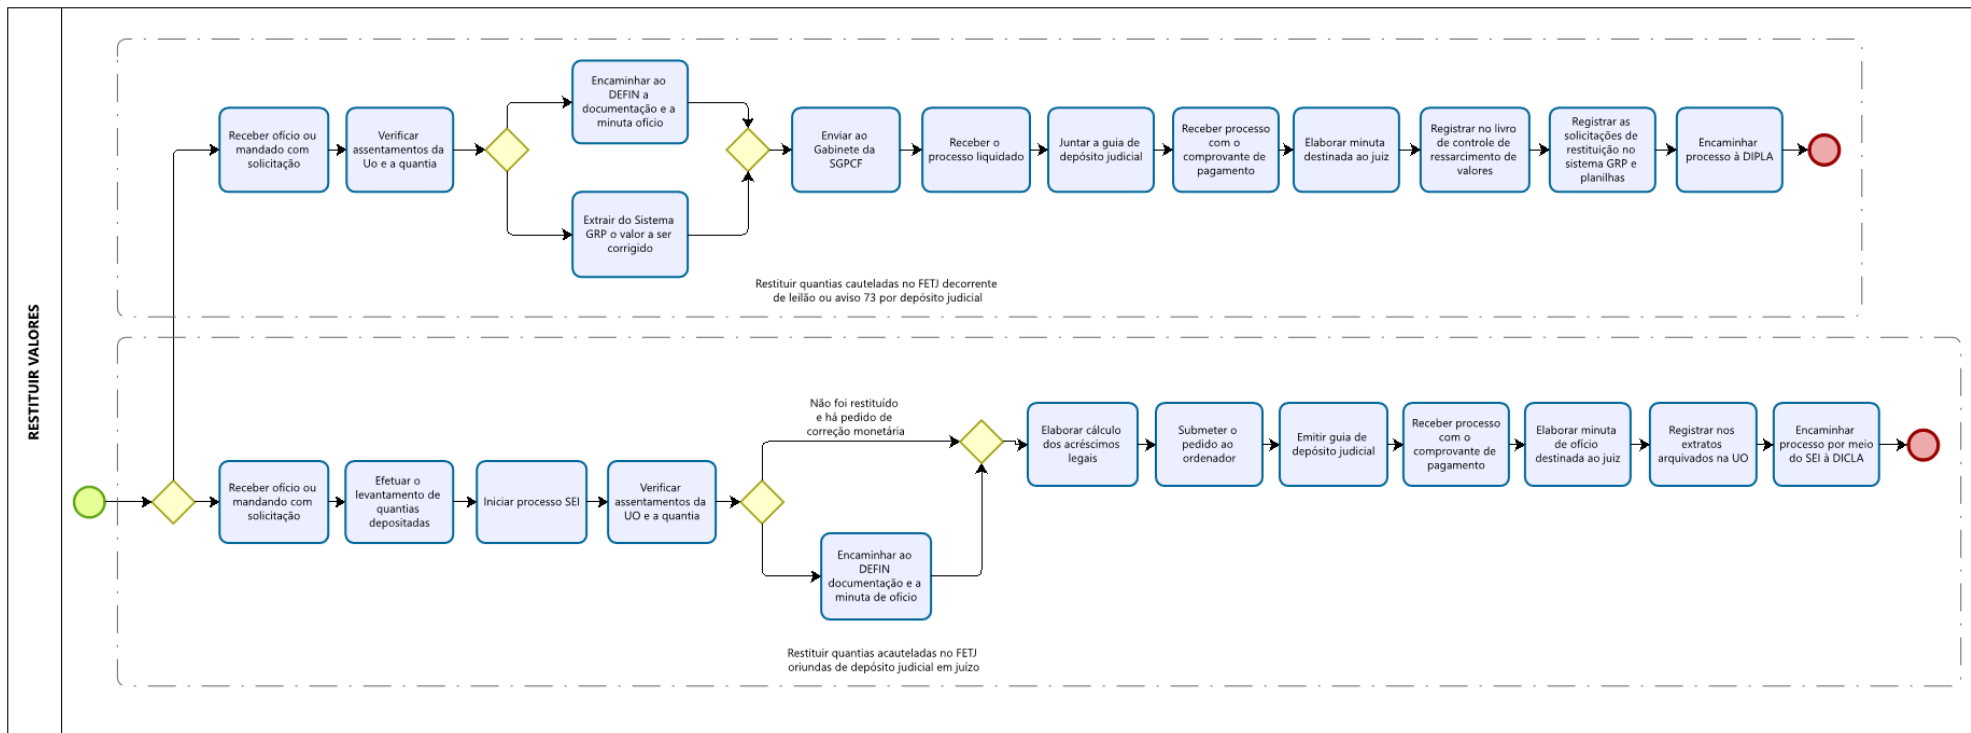 RESTITUIR VALORES
Receber ofício ou
mandado com
solicitação
Verificar
assentamentos da
Uo e a quantia
Encaminhar ao
DEFIN a
documentação e a
minuta ofício
Extrair do Sistema
GRP o valor a ser
corrigido
Enviar ao
Gabinete da
SGPCF
Receber o
processo liquidado
Juntar a guia de
depósito judicial
Receber processo
com o
comprovante de
pagamento
Elaborar minuta
destinada ao juiz
Registrar no livro
de controle de
ressarcimento de
valores
Registrar as
solicitações de
restituição no
sistema GRP e
planilhas
Encaminhar
processo à DIPLA
Restituir quantias cauteladas no FETJ decorrente
de leilão ou aviso 73 por depósito judicial
Receber ofício ou
mandando com
solicitação
Efetuar o
levantamento de
quantias
depositadas
Iniciar processo SEI
Verificar
assentamentos da
UO e a quantia
Não foi restituído
e há pedido de
correção monetária
Encaminhar ao
DEFIN
documentação e a
minuta de ofício
Elaborar cálculo
dos acréscimos
legais
Submeter o
pedido ao
ordenador
Emitir guia de
depósito judicial
Receber processo
com o
comprovante de
pagamento
Elaborar minuta
de ofício
destinada ao juiz
Registrar nos
extratos
arquivados na UO
Encaminhar
processo por meio
do SEI à DICLA
Restituir quantias acauteladas no FETJ
oriundas de depósito judicial em juízo